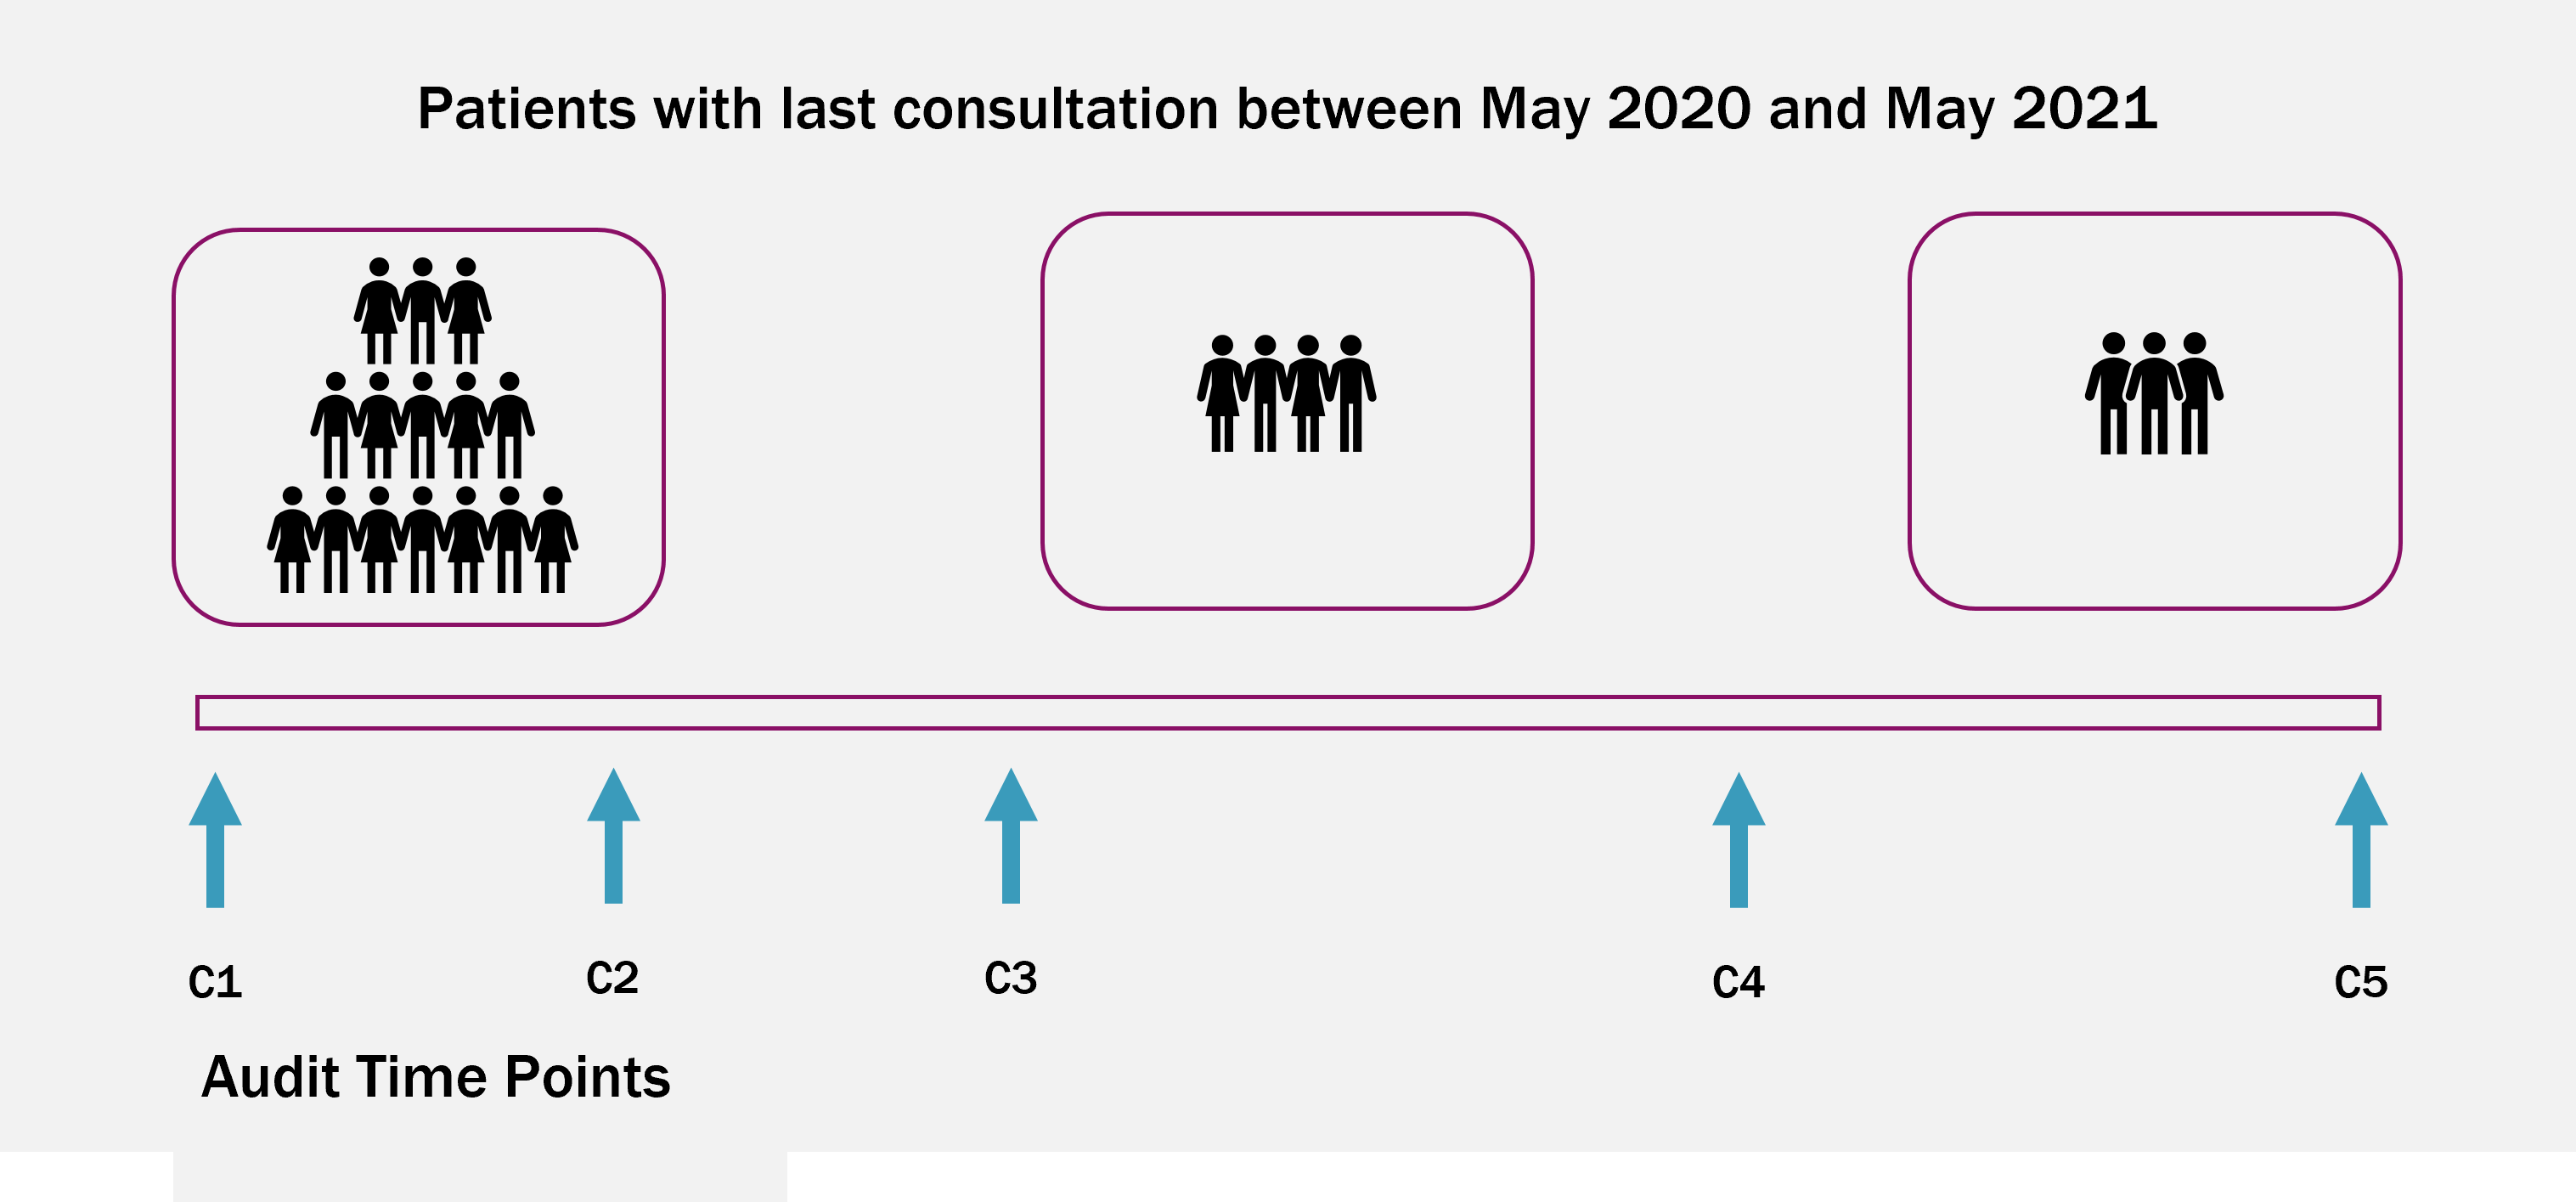 Patients with last consultation between May 2020 and May 2021
C1
C2
C3
C4
C5
Audit Time Points